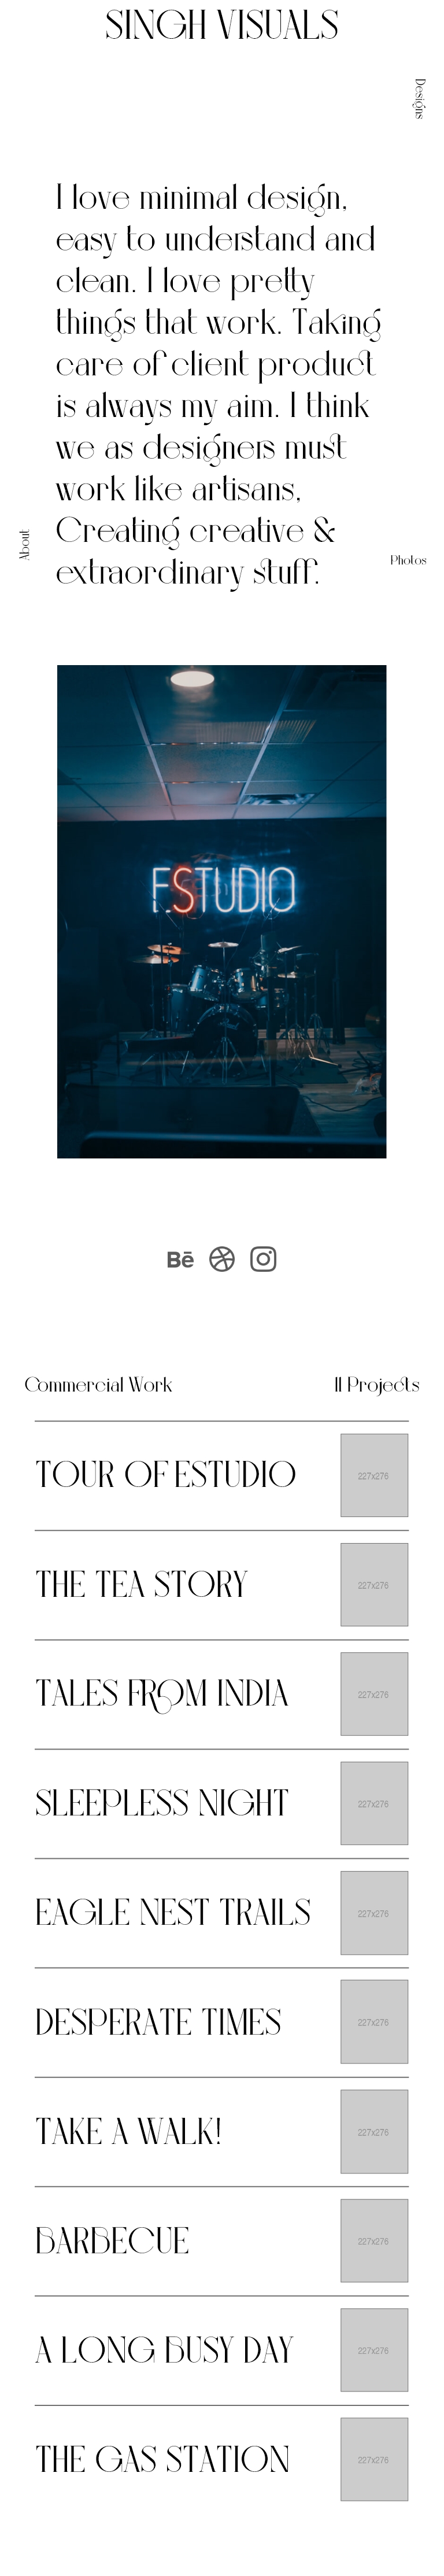 SINGH VISUALS
Designs
I love minimal design,
easy to understand and
clean. I love pretty
things that work. Taking
care of client product
is always my aim. I think
we as designers must
work like artisans,
Creating creative &
extraordinary stuff.
About
Photos
ESTUDIO
Bē
Commercial Work
11 Projects
TOUR OF ESTUDIO
227x276
THE TEA STORY
227x276
TALES FROM INDIA
227x276
SLEEPLESS NIGHT
227x276
EAGLE NEST TRAILS
227x276
DESPERATE TIMES
227x276
TAKE A WALK!
227x276
BARBECUE
227x276
A LONG BUSY DAY
227x276
THE GAS STATION
227x276